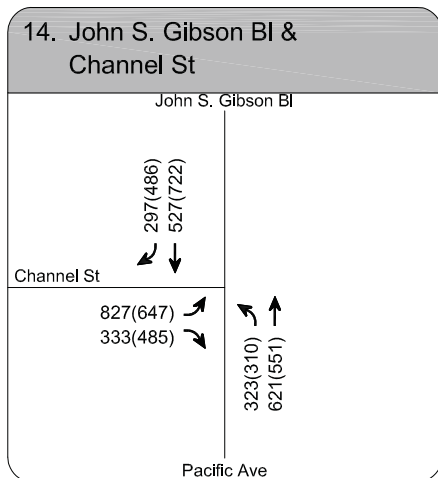 14. John S. Gibson Bl &
Channel St
John S. Gibson Bl
297(486)
527(722)
Channel St
827(647)
333(485)
323(310)
621(551)
Pacific Ave